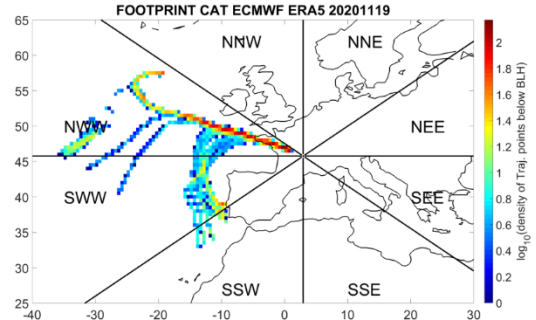 FOOTPRINT CAT ECMWF ERA5 20201119
65
60
55
50
45
40
35
30
25
-40
-30
-20
-10
0
10
20
30
NNW
NNE
NWW
NEE
SWW
SEE
SSW
SSE
2
1.8
1.6
1.4
1.2
1
0.8
0.6
0.4
0.2
0
log10(density of Traj. points below BLH)